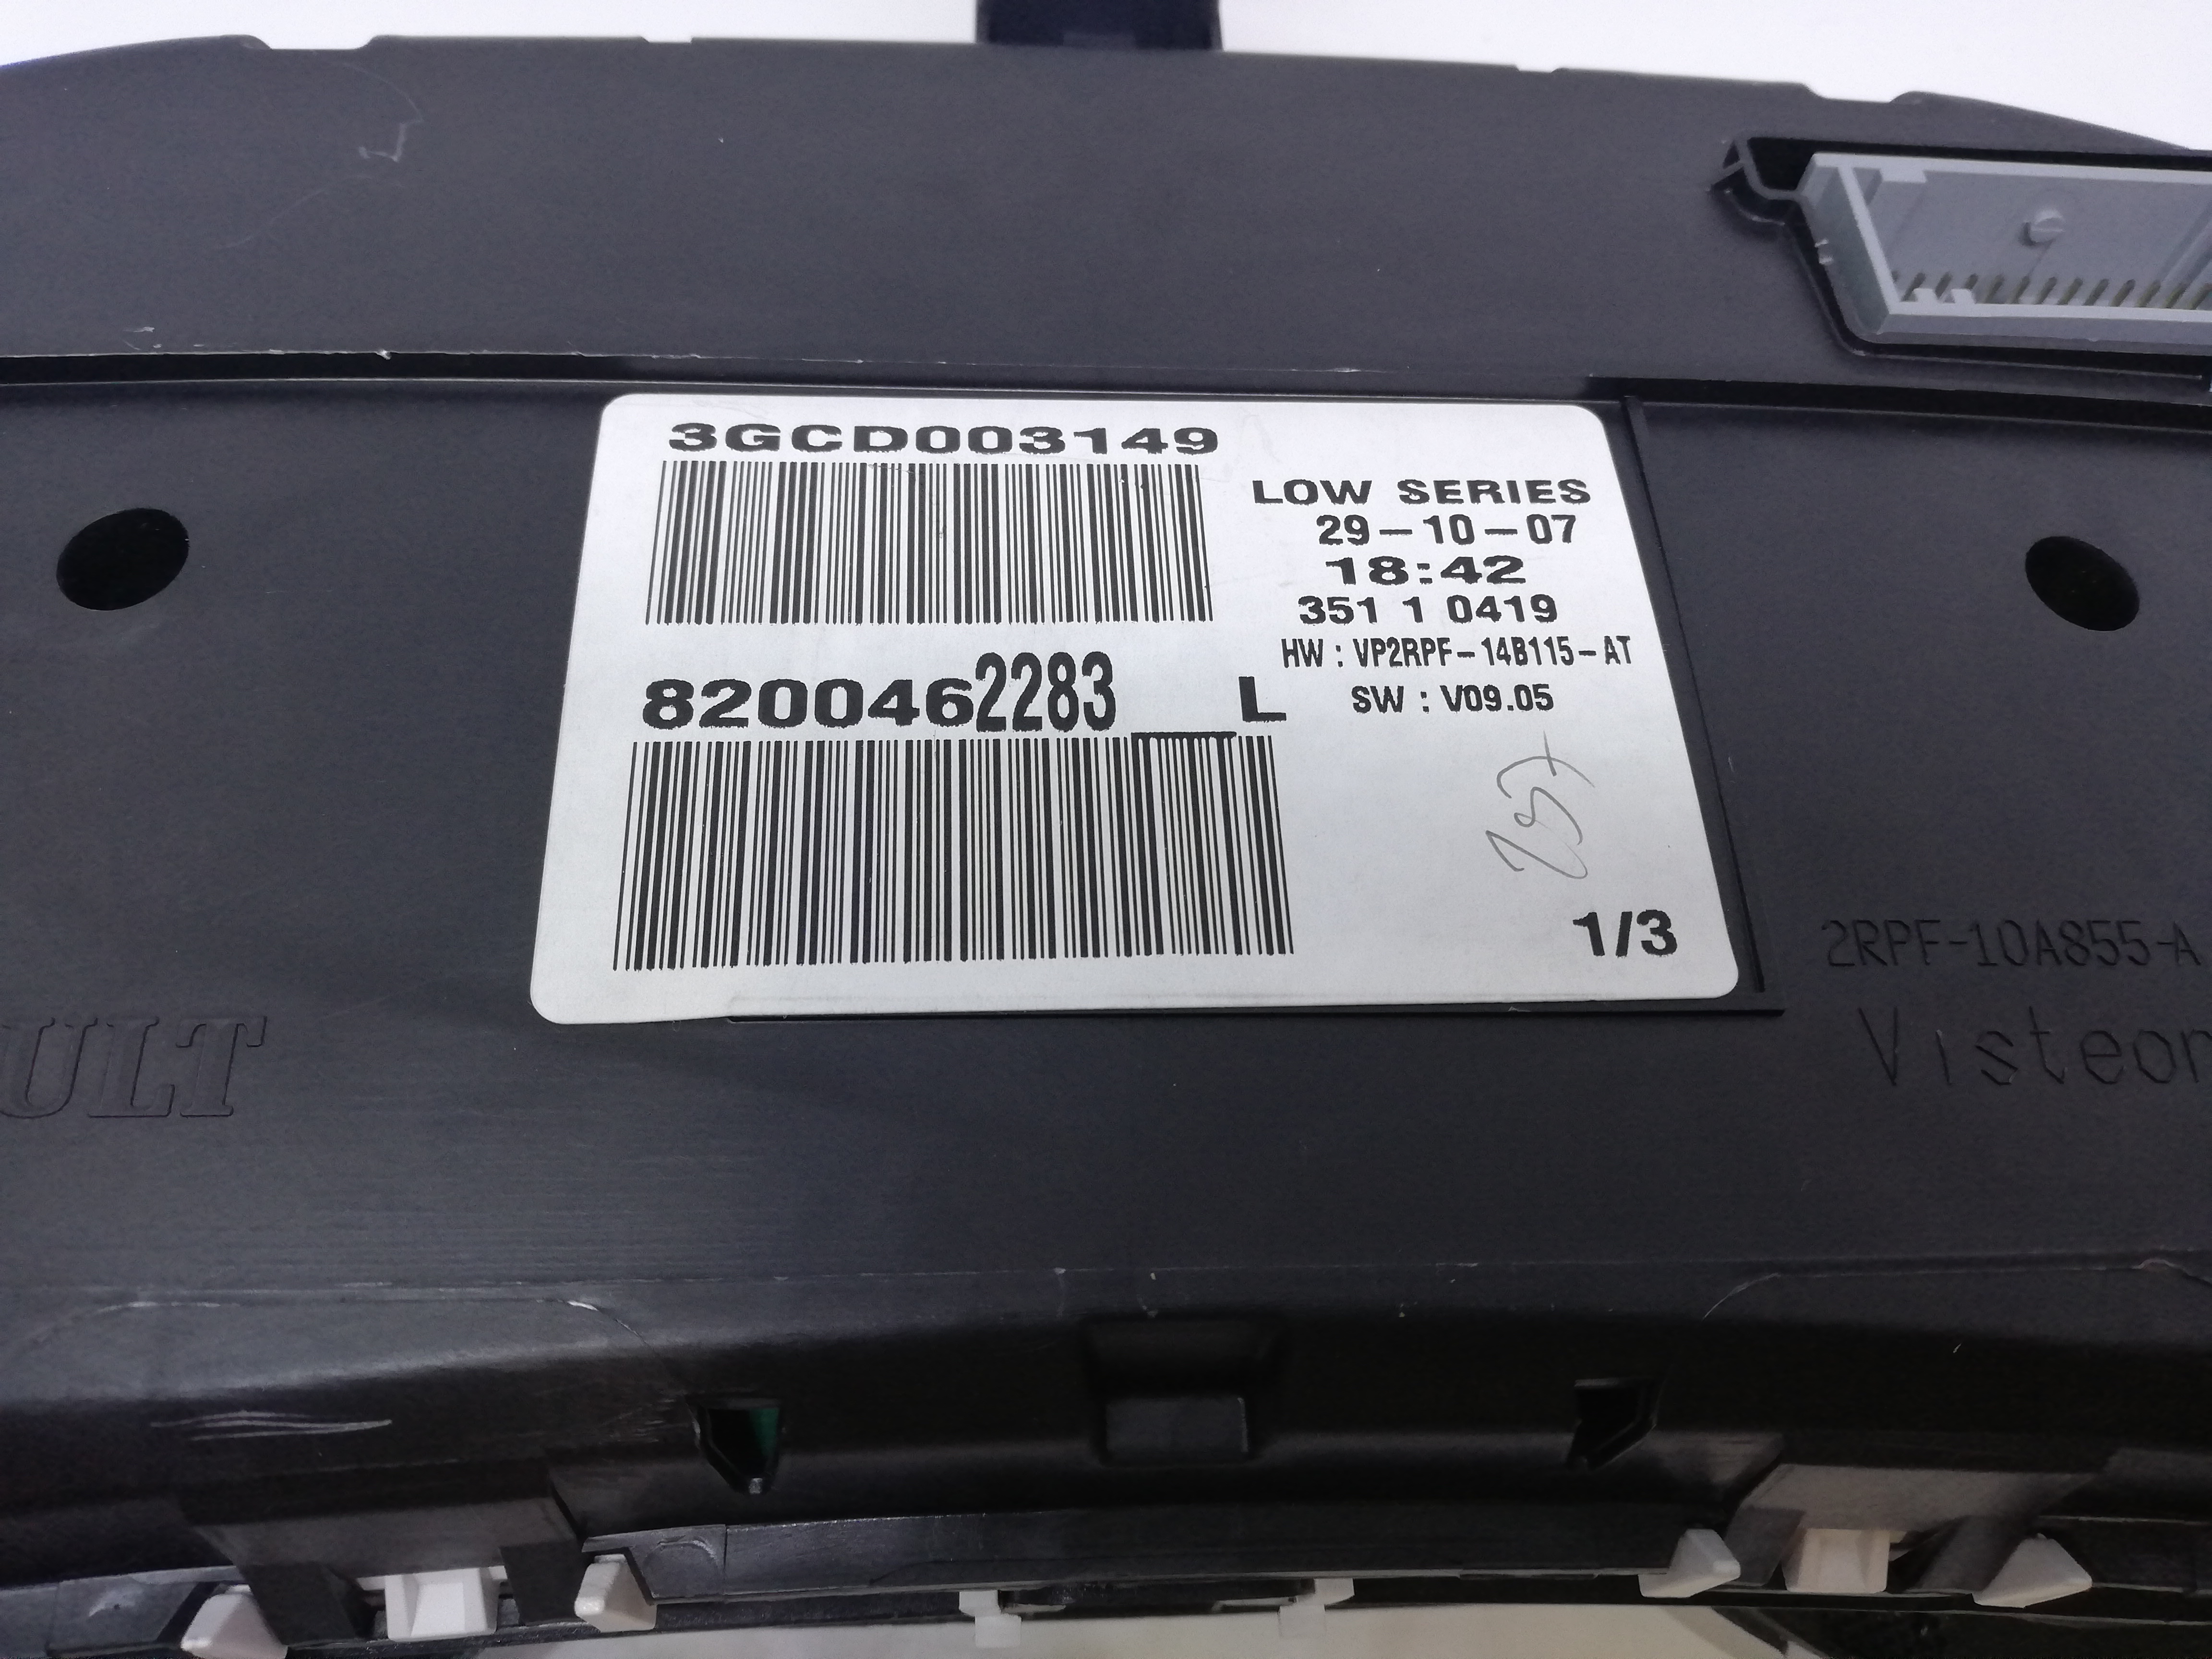 3GCD003149
LOW SERIES
29-10-07
18:42
351 1 0419
HW : VP2RPF-14B115-AT
SW : V09.05
8200462283 L
257
1/3
2RPF-10A855-A
Visteon
ULT